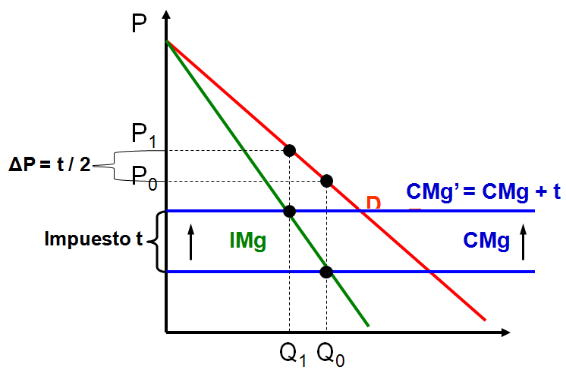 P
P1
ΔP = t / 2
P0
D
CMg’ = CMg + t
Impuesto t
IMg
CMg
Q1 Q0